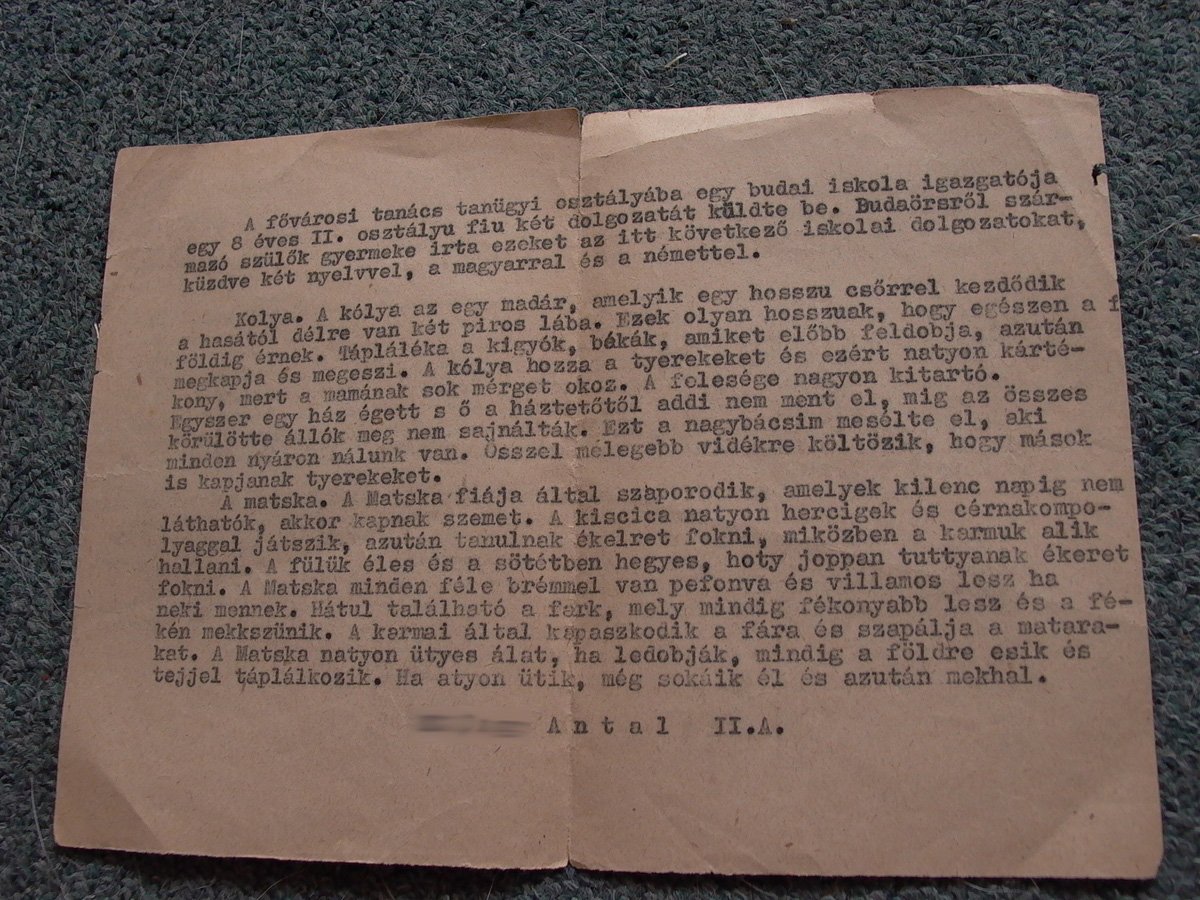 A fővárosi tanács tanügyi osztályába egy budai iskola igazgatója
egy 8 éves II. osztályu fiu két dolgozatát küldte be. Budaörsről szár-
mazó szülők gyermeke irta ezeket az itt következő iskolai dolgozatokat,
küzdve két nyelvvel, a magyarral és a némettel.
Kolya. A kólya az egy madár, amelyik egy hosszu csőrrel kezdődik
a hasától délre van két piros lába. Ezek olyan hosszuak, hogy egészen a f
földig érnek. Tápláléka a kigyók, békák, amiket előbb feldobja, azután
megkapja és megeszi. A kólya hozza a tyerekeket és ezért natyon kárté-
kony, mert a mamának sok mérget okoz. A felesége nagyon kitartó.
Egyszer egy ház égett s ő a háztetőtől addi nem ment el, mig az összes
körülötte állók meg nem sajnálták. Ezt a nagybácsim mesélte el, aki
minden nyáron nálunk van. Ősszel melegebb vidékre költözik, hogy mások
is kapjanak tyerekeket.
A matska. A Matska fiája által szaporodik, amelyek kilenc napig nem
láthatók, akkor kapnak szemet. A kiscica natyon hercigek és cérnakompo-
lyaggal játszik, azután tanulnak ékelret fokni, miközben a karmuk alik
hallani. A fülük éles és a sötétben hegyes, hoty joppan tuttyanak ékeret
fokni. A Matska minden féle brémmel van pefonva és villamos lesz ha
neki mennek. Hátul található a fark, mely mindig fékonyabb lesz és a fé-
kén mekkszünik. A karmai által kapaszkodik a fára és szapálja a matara-
kat. A Matska natyon ütyes álat, ha ledobják, mindig a földre esik és
tejjel táplálkozik. Ha atyon ütik, még sokáik él és azután mekhal.
Antal II.A.